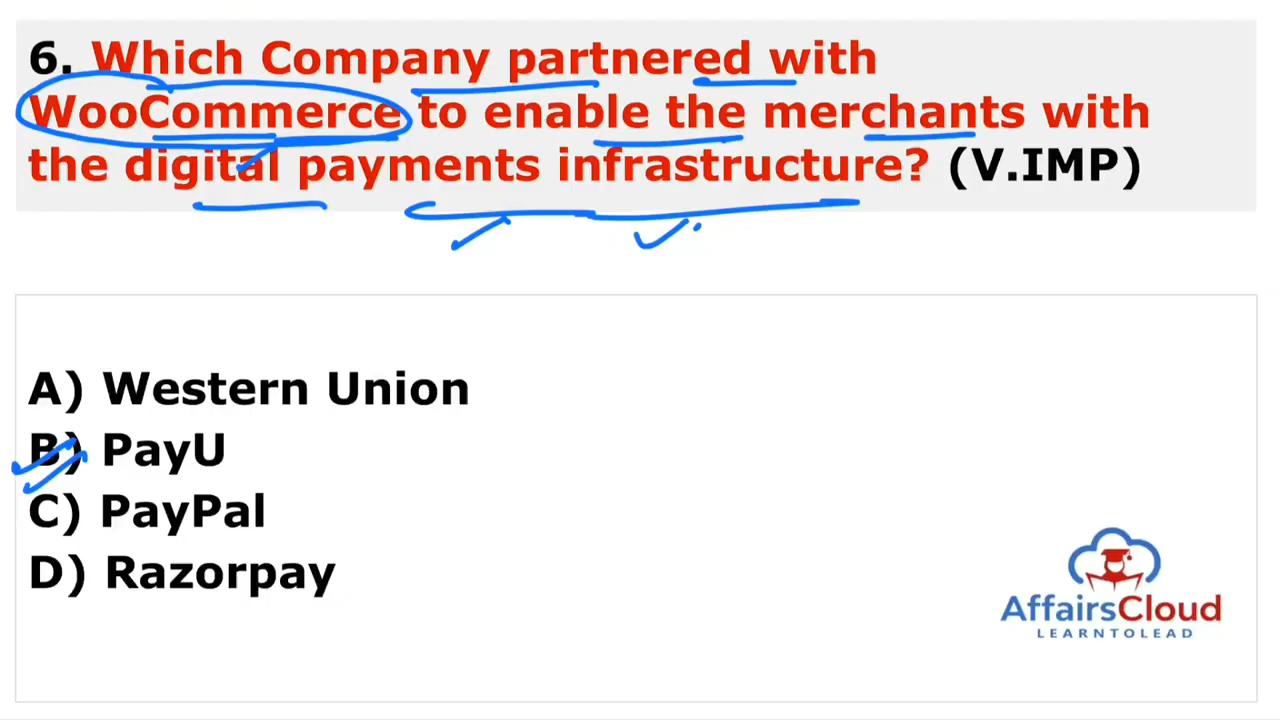 6. Which Company partnered with
WooCommerce to enable the merchants with
the digital payments infrastructure? (V.IMP)
A) Western Union
B) PayU
C) PayPal
D) Razorpay
AffairsCloud
LEARNTOLEAD